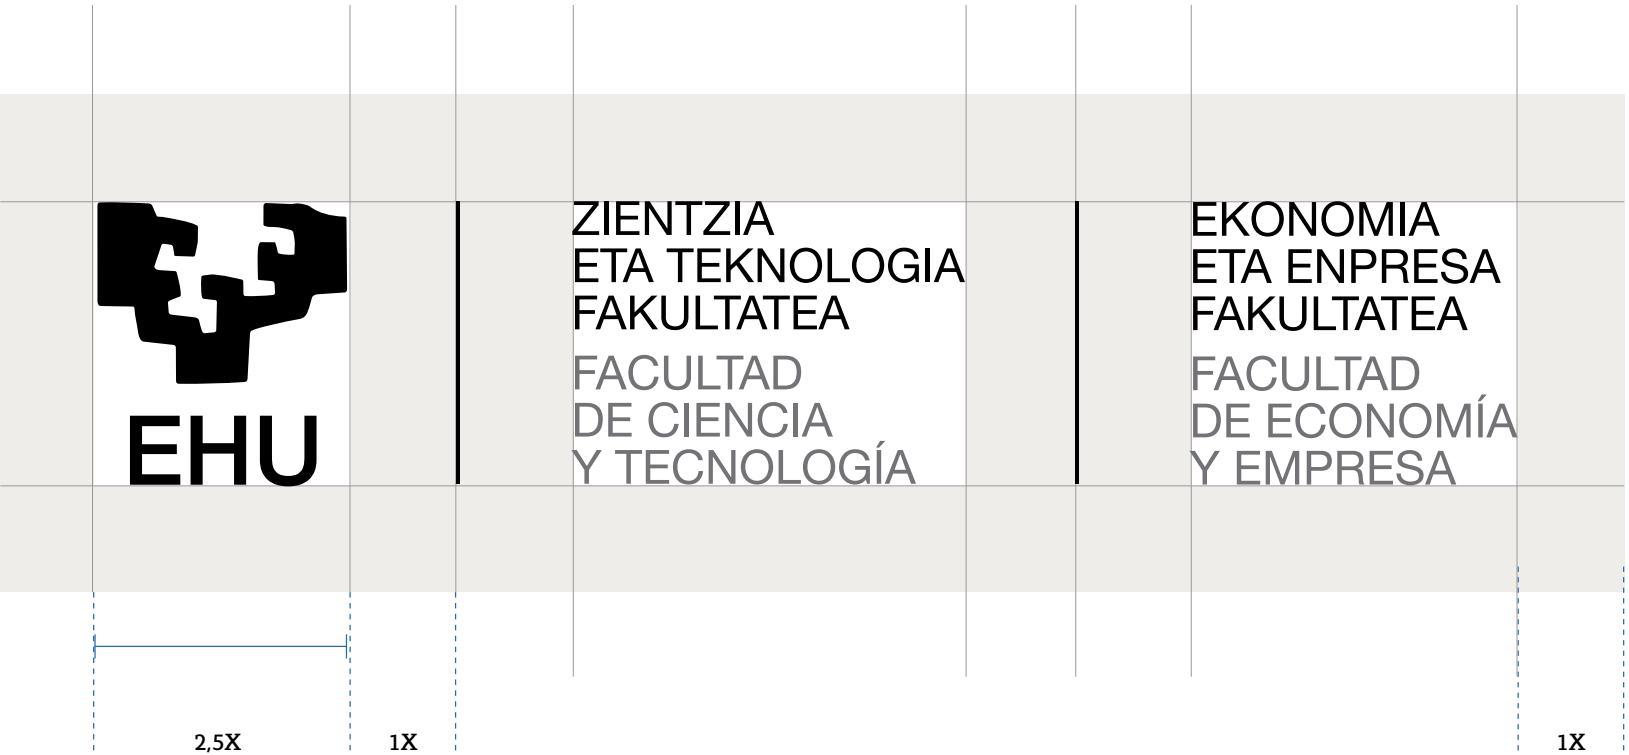 EHU
ZIENTZIA
ETA TEKNOLOGIA
FAKULTATEA
FACULTAD
DE CIENCIA
Y TECNOLOGÍA
EKONOMIA
ETA ENPRESA
FAKULTATEA
FACULTAD
DE ECONOMÍA
Y EMPRESA
2,5X
1X
1X